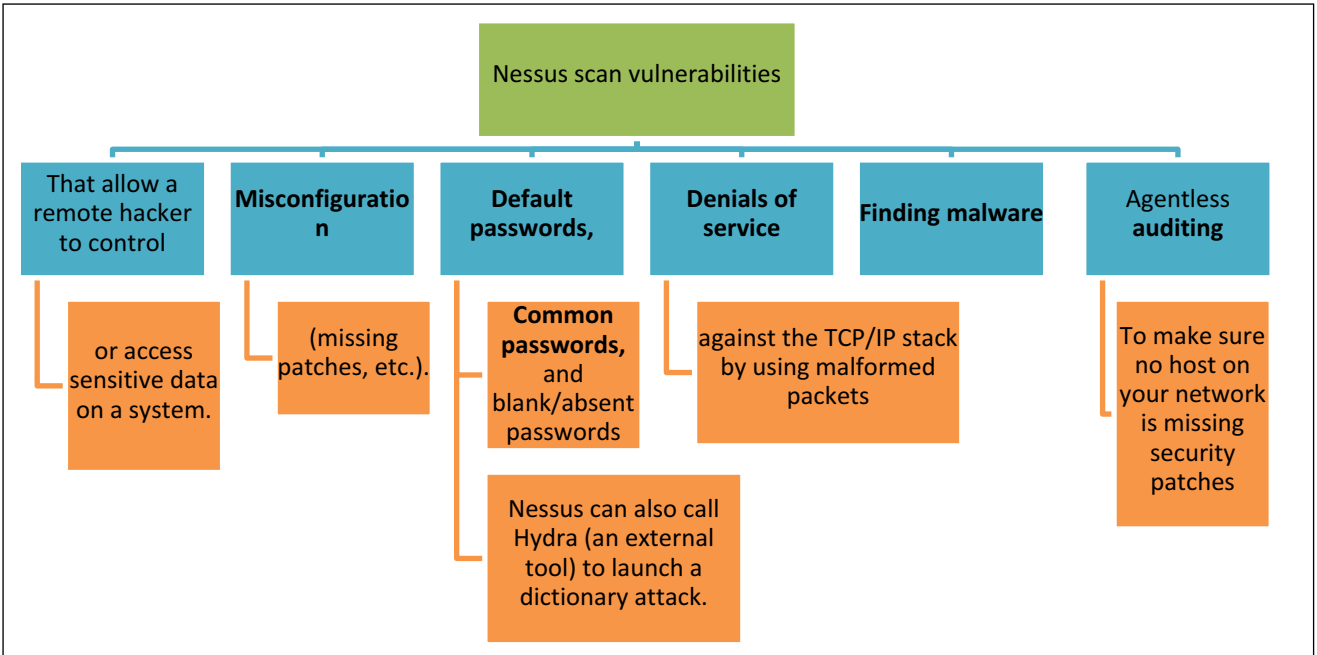 Nessus scan vulnerabilities
That allow a
remote hacker
to control
or access
sensitive data
on a system.
Misconfiguratio
n
(missing
patches, etc.).
Default
passwords,
Common
passwords,
and
blank/absent
passwords
Nessus can also call
Hydra (an external
tool) to launch a
dictionary attack.
Denials of
service
against the TCP/IP stack
by using malformed
packets
Finding malware
Agentless
auditing
To make sure
no host on
your network
is missing
security
patches